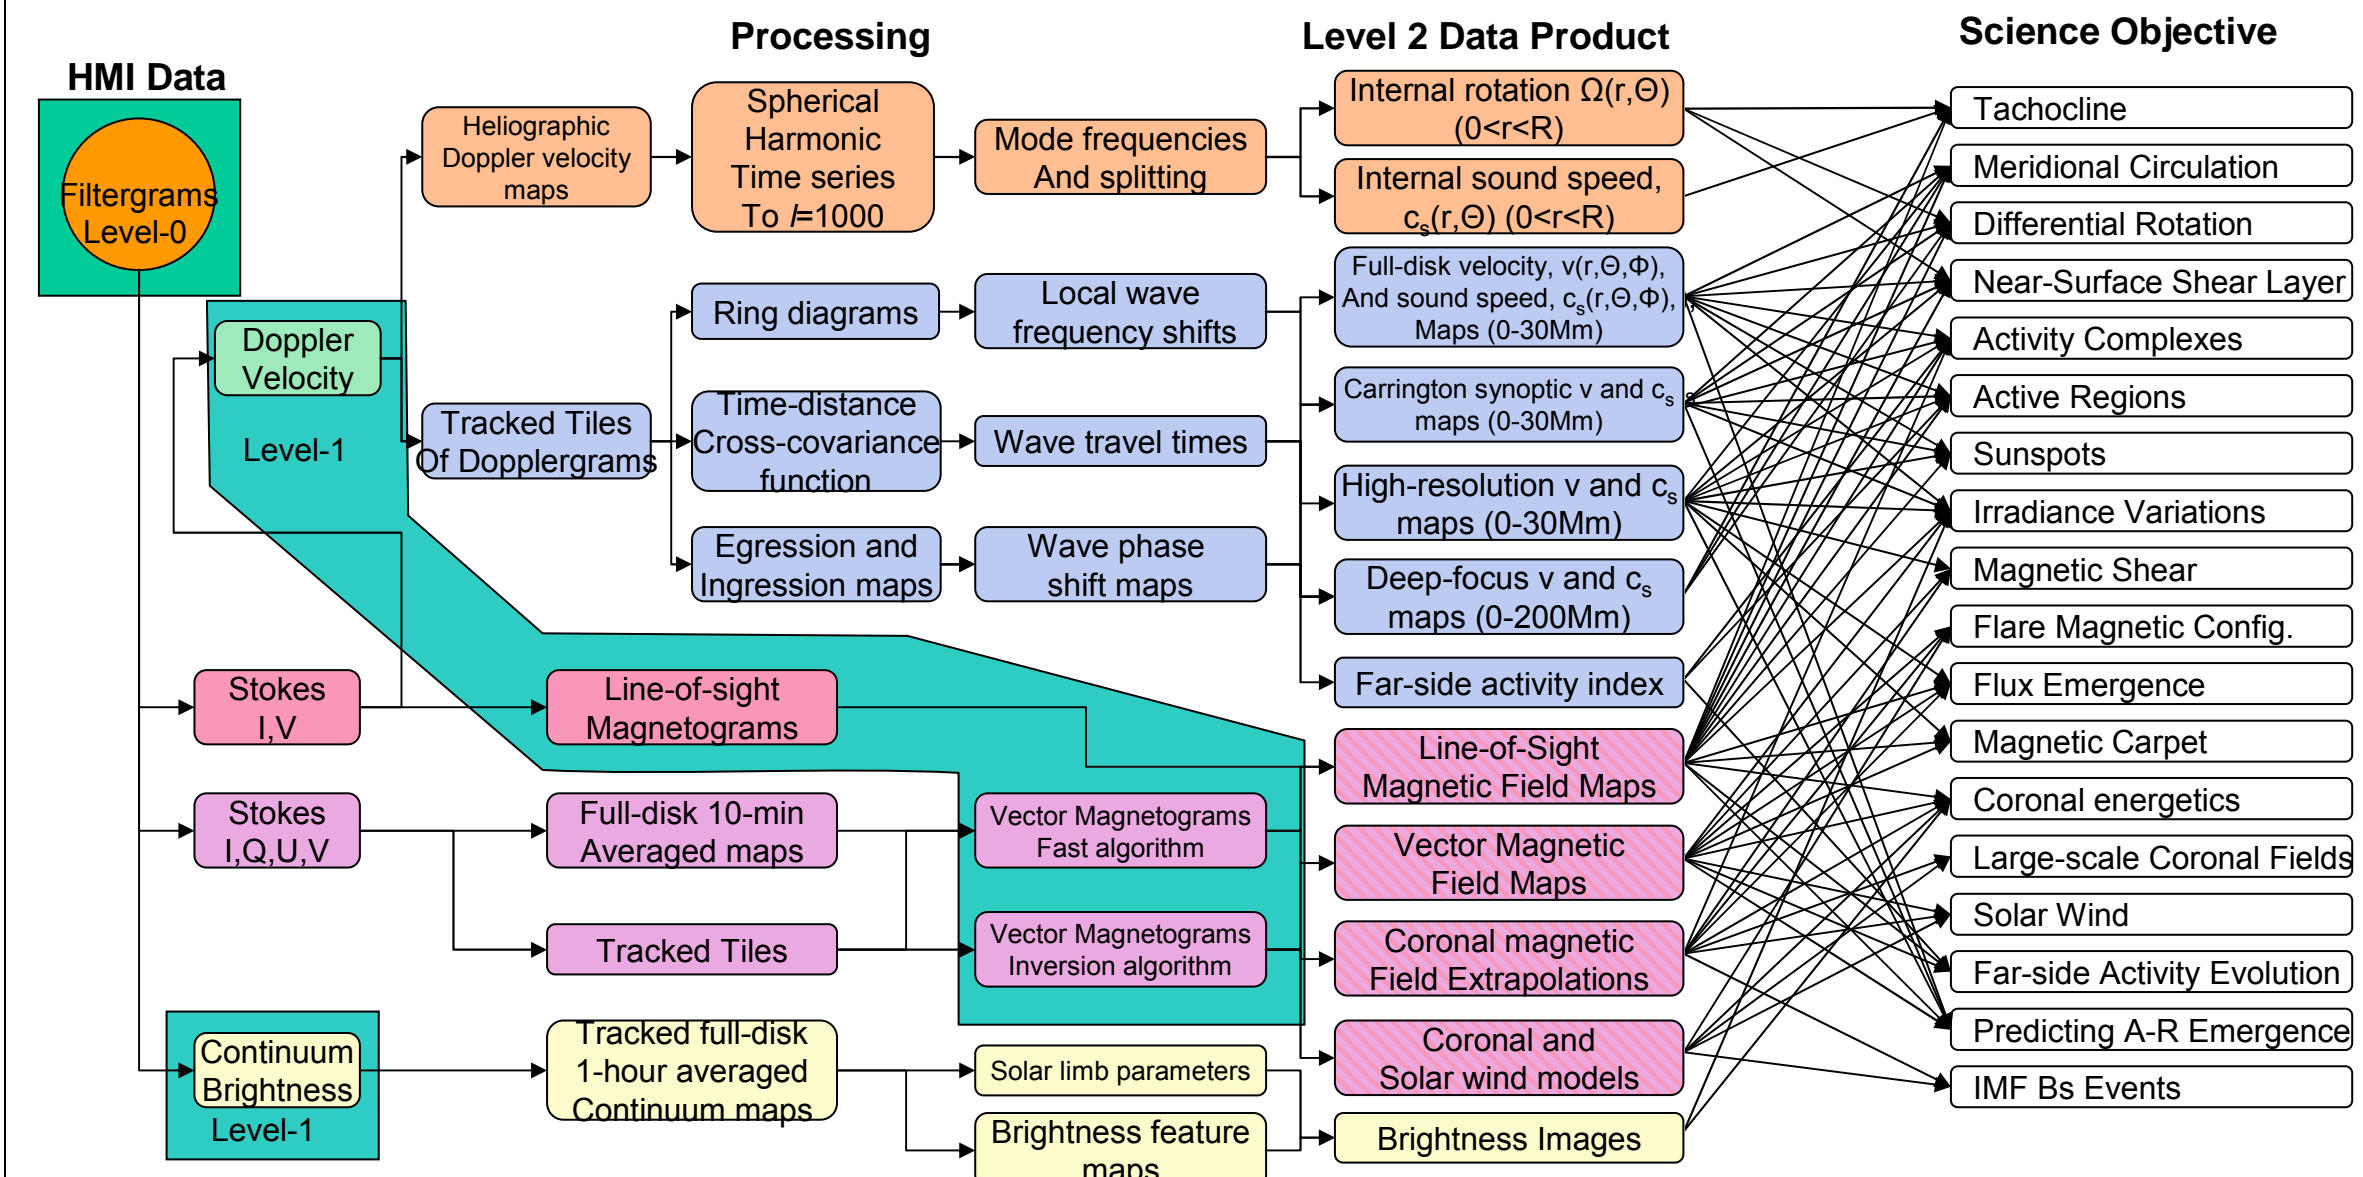 Processing
Level 2 Data Product
Science Objective
HMI Data
Filtergrams
Level-0
Doppler
Velocity
Level-1
Heliographic
Doppler velocity
maps
Spherical
Harmonic
Time series
To l=1000
Mode frequencies
And splitting
Tracked Tiles
Of Dopplergrams
Ring diagrams
Local wave
frequency shifts
Time-distance
Cross-covariance
function
Wave travel times
Egression and
Ingression maps
Wave phase
shift maps
Stokes
I,V
Line-of-sight
Magnetograms
Stokes
I,Q,U,V
Full-disk 10-min
Averaged maps
Vector Magnetograms
Fast algorithm
Tracked Tiles
Vector Magnetograms
Inversion algorithm
Continuum
Brightness
Level-1
Tracked full-disk
1-hour averaged
Continuum maps
Solar limb parameters
Brightness feature
maps
Internal rotation Ω(r,Θ)
(0<r<R)
Internal sound speed,
cs(r,Θ) (0<r<R)
Full-disk velocity, v(r,Θ,Φ),
And sound speed, cs(r,Θ,Φ),
Maps (0-30Mm)
Carrington synoptic v and cs
maps (0-30Mm)
High-resolution v and cs
maps (0-30Mm)
Deep-focus v and cs
maps (0-200Mm)
Far-side activity index
Line-of-Sight
Magnetic Field Maps
Vector Magnetic
Field Maps
Coronal magnetic
Field Extrapolations
Coronal and
Solar wind models
Brightness Images
Tachocline
Meridional Circulation
Differential Rotation
Near-Surface Shear Layer
Activity Complexes
Active Regions
Sunspots
Irradiance Variations
Magnetic Shear
Flare Magnetic Config.
Flux Emergence
Magnetic Carpet
Coronal energetics
Large-scale Coronal Fields
Solar Wind
Far-side Activity Evolution
Predicting A-R Emergence
IMF Bs Events